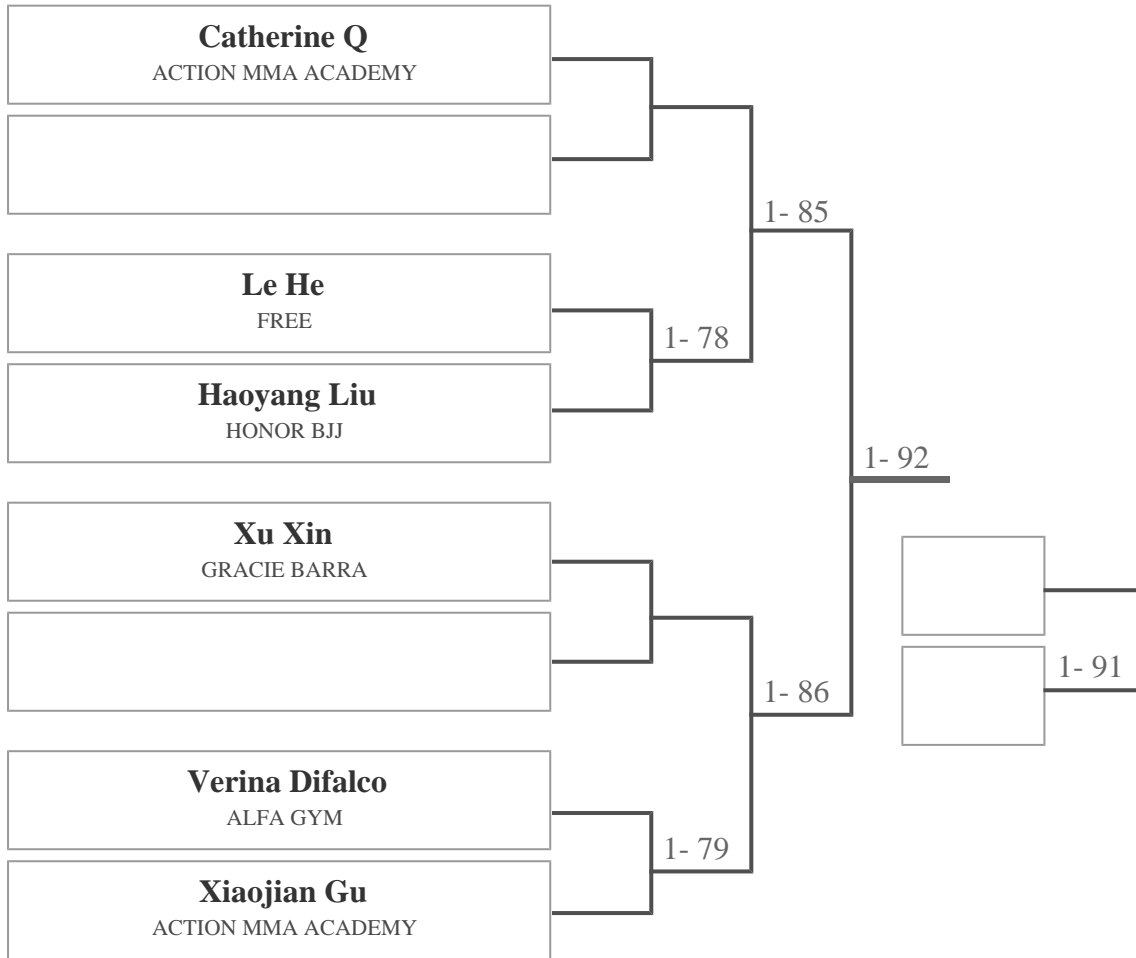 Catherine Q
ACTION MMA ACADEMY
1- 85
Le He
FREE
1- 78
Haoyang Liu
HONOR BJJ
1- 92
Xu Xin
GRACIE BARRA
1- 91
1- 86
Verina Difalco
ALFA GYM
1- 79
Xiaojian Gu
ACTION MMA ACADEMY